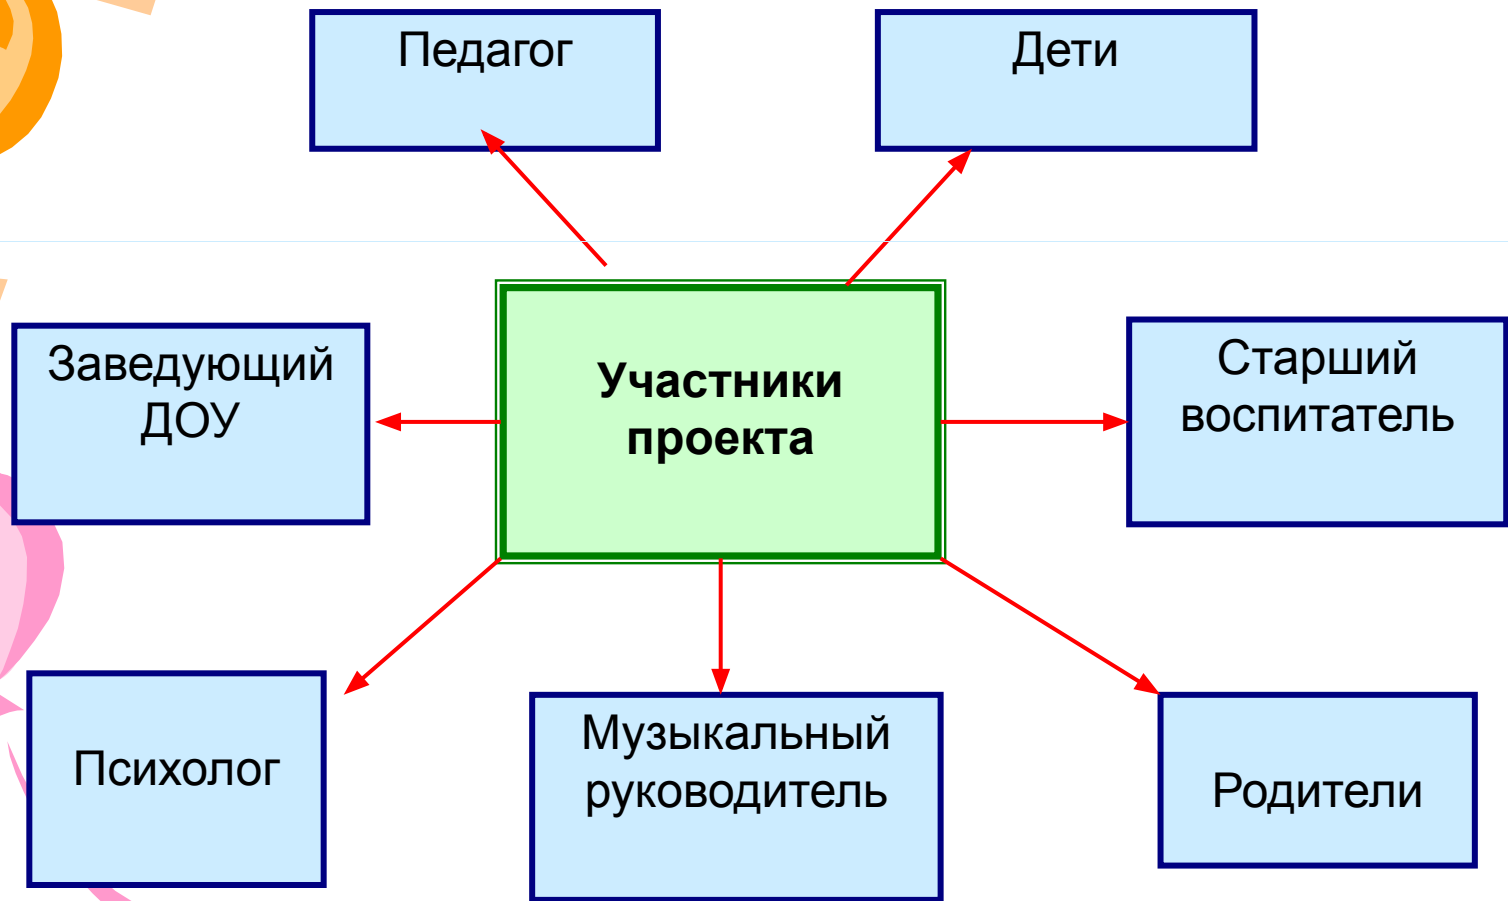 Педагог
Дети
Заведующий
ДОУ
Участники
проекта
Старший
воспитатель
Психолог
Музыкальный
руководитель
Родители